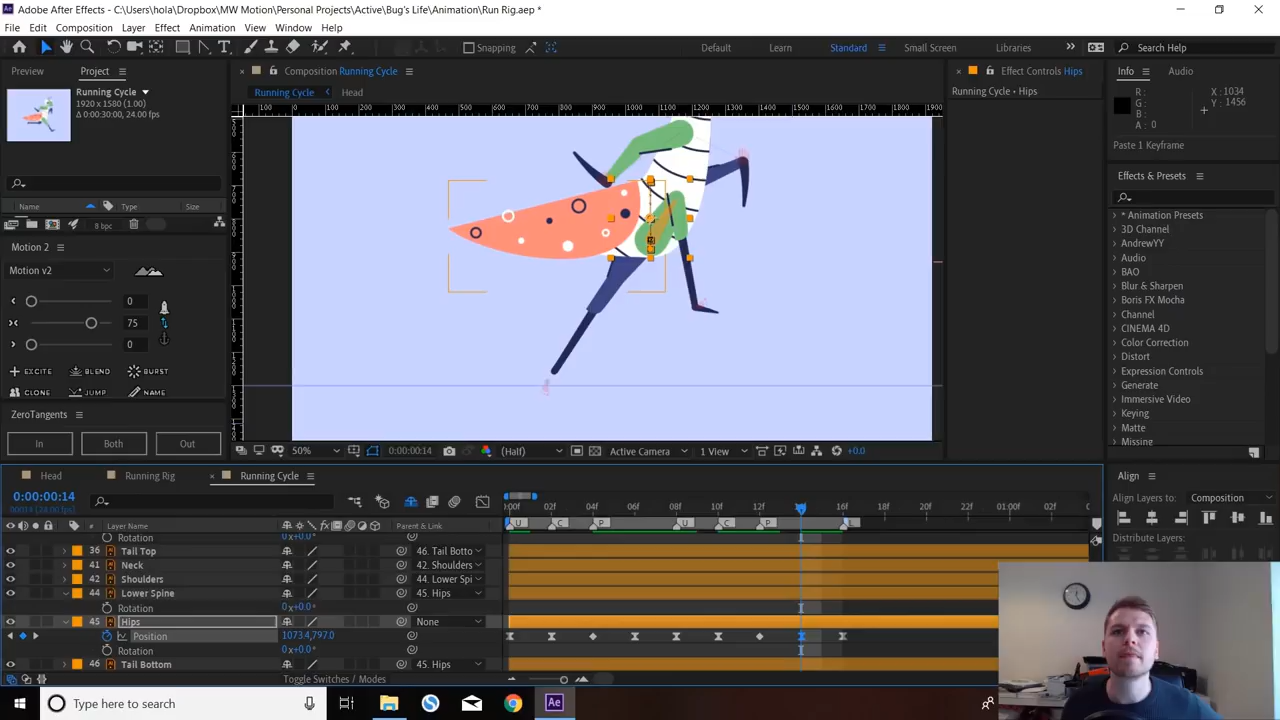 Adobe After Effects - C:\Users\hola\Dropbox\MW Motion\Personal Projects\Active\Bug's Life\Animation\Run Rig.aep *
File Edit Composition Layer Effect Animation View Window Help
Snapping Default Learn Standard Small Screen Libraries Search Help
Preview Project
Composition Running Cycle
Effect Controls Hips
Info Audio
Running Cycle
1920 x 1580 (1.00)
Δ 0:00:30:00, 24.00 fps
Running Cycle Head
Running Cycle • Hips
R:
G:
B:
A: 0
X: 1034
Y: 1456
Paste 1 Keyframe
Effects & Presets
* Animation Presets
3D Channel
AndrewYY
Audio
BAO
Blur & Sharpen
Boris FX Mocha
Channel
CINEMA 4D
Color Correction
Distort
Expression Controls
Generate
Immersive Video
Keying
Matte
Missing
Name Type Size
8 bpc
Motion 2
Motion v2
0
75
0
EXCITE BLEND BURST
CLONE JUMP NAME
ZeroTangents
In Both Out
50% 0:00:00:14 (Half) Active Camera 1 View +0.0
Head Running Rig Running Cycle
0:00:00:14
Layer Name Parent & Link
:00f 02f 04f 06f 08f 10f 12f 16f 18f 20f 22f 01:00f 02f
U C P U C P
Rotation 0x+0.0°
36 Tail Top 46. Tail Botto
41 Neck 42. Shoulders
42 Shoulders 44. Lower Spi
44 Lower Spine 45. Hips
Rotation 0x+0.0°
45 Hips None
Position 1073.4,797.0
Rotation 0x+0.0°
46 Tail Bottom 45. Hips
Toggle Switches / Modes
Align
Align Layers to: Composition
Distribute Layers:
Type here to search
Ae